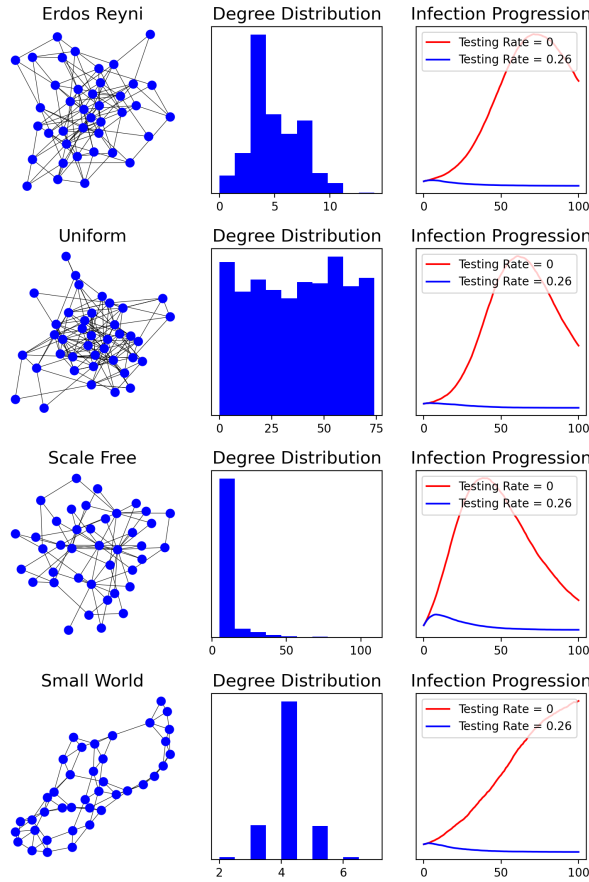 Erdos Reyni
Degree Distribution
Infection Progression
Testing Rate = 0
Testing Rate = 0.26
0 5 10
0 100
Uniform
Degree Distribution
Infection Progression
Testing Rate = 0
Testing Rate = 0.26
0 25 50 75
0 50 100
Scale Free
Degree Distribution
Infection Progression
Testing Rate = 0
Testing Rate = 0.26
0 50 100
0 50 100
Small World
Degree Distribution
Infection Progression
Testing Rate = 0
Testing Rate = 0.26
2 4 6
0 50 100